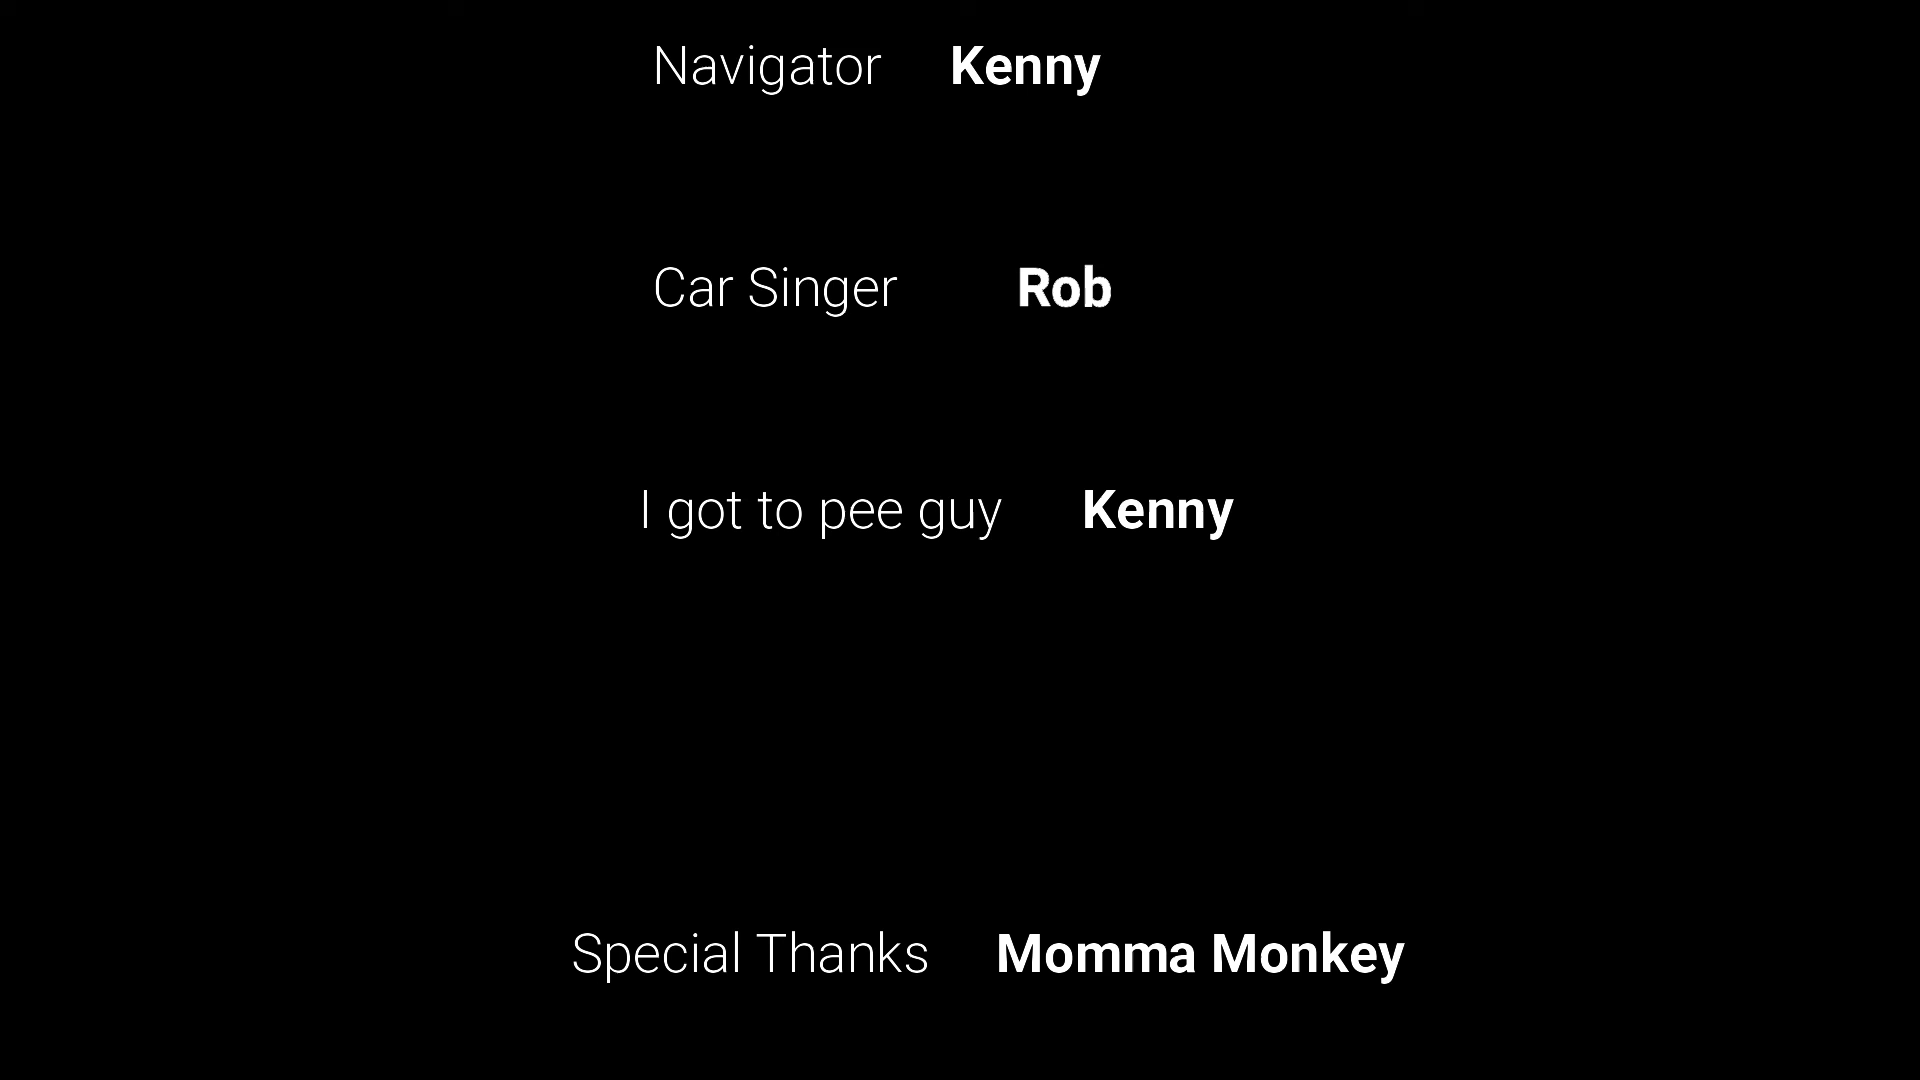 Navigator Kenny
Car Singer Rob
I got to pee guy Kenny
Special Thanks Momma Monkey